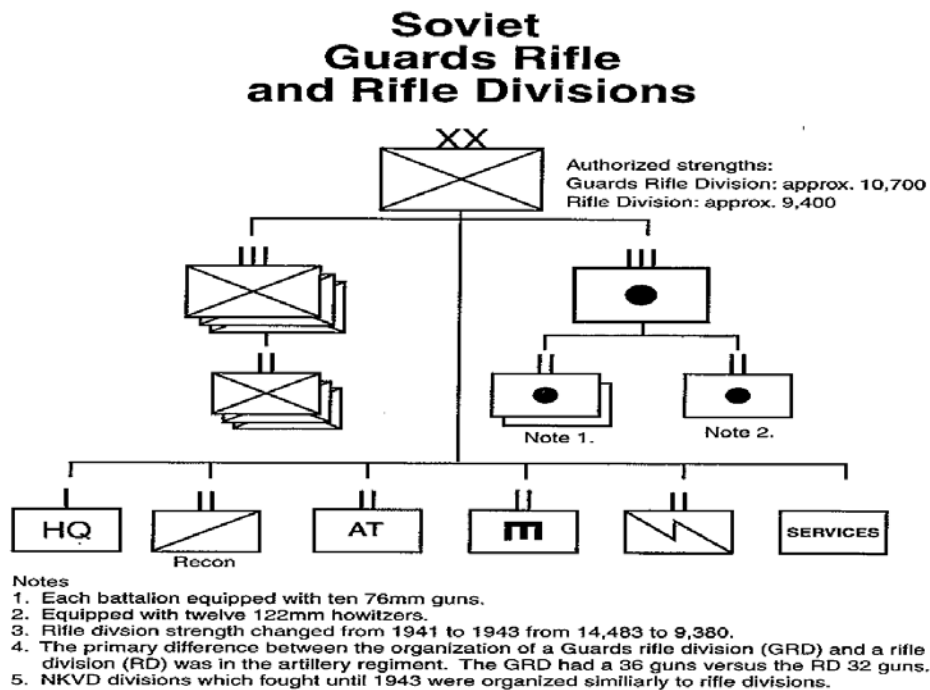 Soviet
Guards Rifle
and Rifle Divisions
XX
Authorized strengths:
Guards Rifle Division: approx. 10,700
Rifle Division: approx. 9,400
III
III
II
II
II
Note 1.
Note 2.
I
II
II
II
II
HQ
AT
SERVICES
Recon
Notes
1. Each battalion equipped with ten 76mm guns.
2. Equipped with twelve 122mm howitzers.
3. Rifle divsion strength changed from 1941 to 1943 from 14,483 to 9,380.
4. The primary difference between the organization of a Guards rifle division (GRD) and a rifle
division (RD) was in the artillery regiment. The GRD had a 36 guns versus the RD 32 guns.
5. NKVD divisions which fought until 1943 were organized similiarly to rifle divisions.